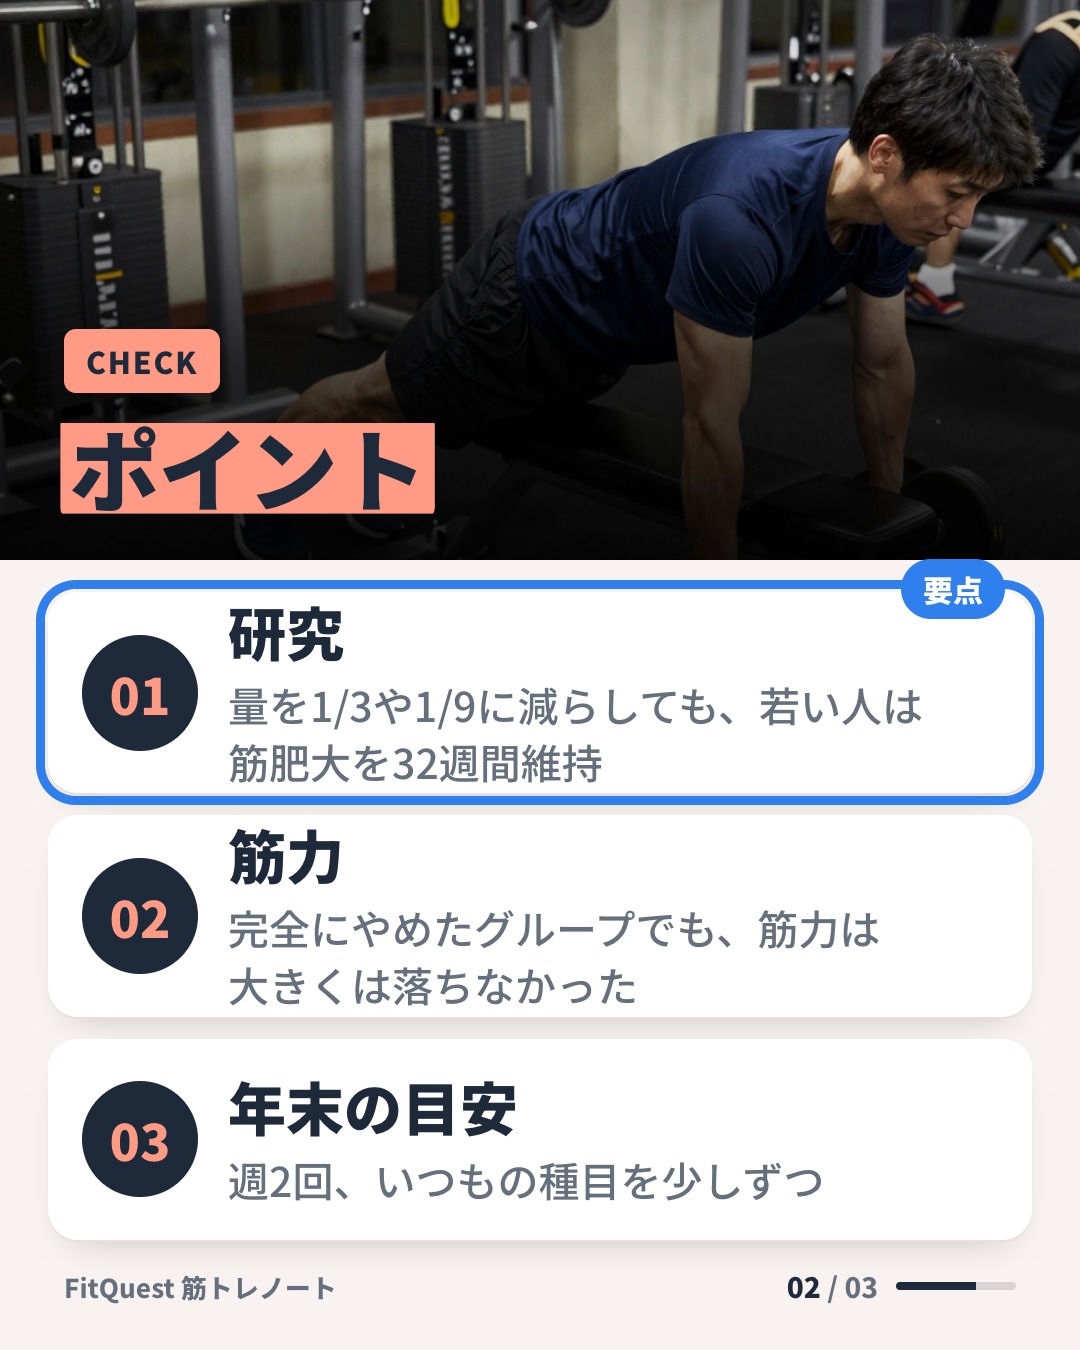 CHECK
ポイント
要点
01
研究
量を1/3や1/9に減らしても、若い人は
筋肥大を32週間維持
02
筋力
完全にやめたグループでも、筋力は
大きくは落ちなかった
03
年末の目安
週2回、いつもの種目を少しずつ
FitQuest 筋トレノート
02 / 03